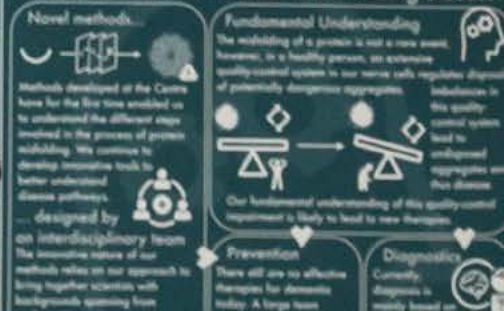 Novel methods...
Methods developed at the Centre
have for the first time enabled us
to understand the different steps
involved in the process of protein
misfolding. We continue to
develop innovative tools to
better understand
disease pathways.
... designed by
an interdisciplinary team
The innovative nature of our
methods relies on our approach to
bring together scientists with
backgrounds spanning from
Fundamental Understanding
The misfolding of a protein is not a rare event,
however, in a healthy person, an extensive
quality-control system in our nerve cells regulates disposal
of potentially dangerous aggregates.
Imbalances in
this quality-
control system
lead to
undisposed
aggregates and
thus disease.
Our fundamental understanding of this quality-control
impairment is likely to lead to new therapies.
Prevention
There still are no effective
therapies for dementia
today. A large team
Diagnostics
Currently,
diagnosis is
mainly based on